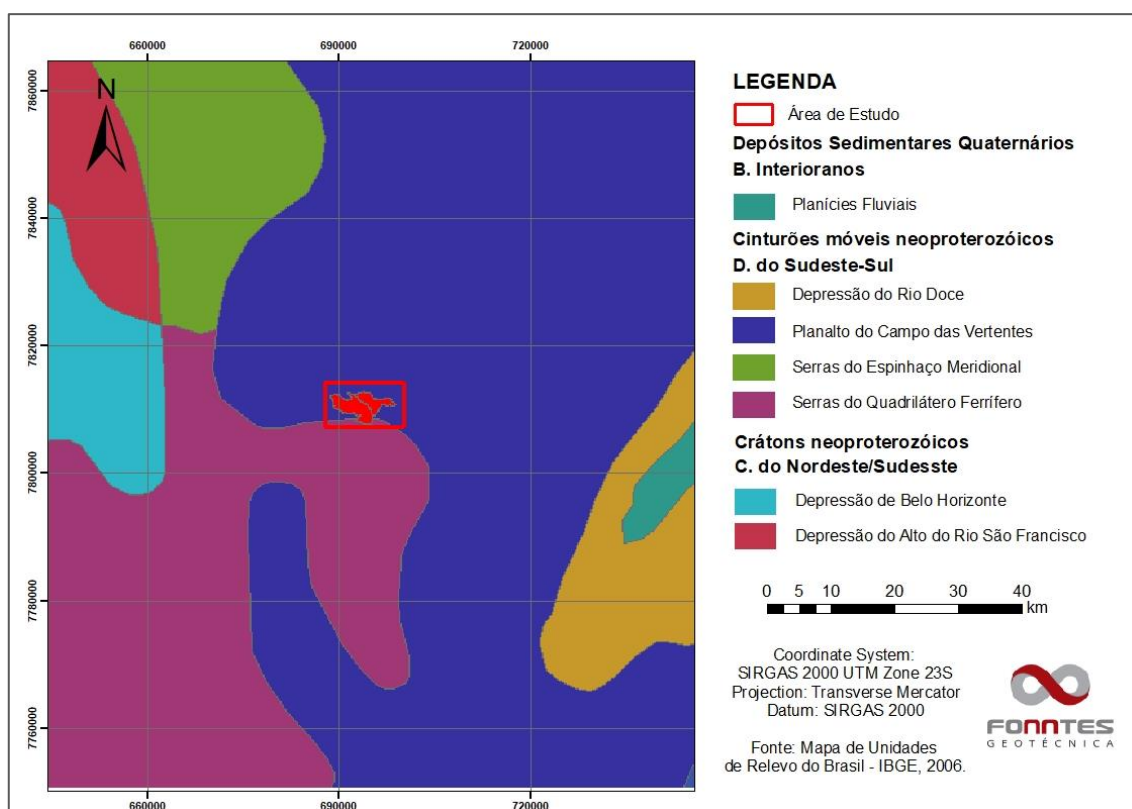 660000 690000 720000
7860000
7840000
7820000
7800000
7780000
7760000
660000 690000 720000
N
LEGENDA
Área de Estudo
Depósitos Sedimentares Quaternários
B. Interioranos
Planícies Fluviais
Cinturões móveis neoproterozóicos
D. do Sudeste-Sul
Depressão do Rio Doce
Planalto do Campo das Vertentes
Serras do Espinhaço Meridional
Serras do Quadrilátero Ferrífero
Crátons neoproterozóicos
C. do Nordeste/Sudesste
Depressão de Belo Horizonte
Depressão do Alto do Rio São Francisco
0 5 10 20 30 40
km
Coordinate System:
SIRGAS 2000 UTM Zone 23S
Projection: Transverse Mercator
Datum: SIRGAS 2000
Fonte: Mapa de Unidades
de Relevo do Brasil - IBGE, 2006.
FONNTES
GEOTÉCNICA